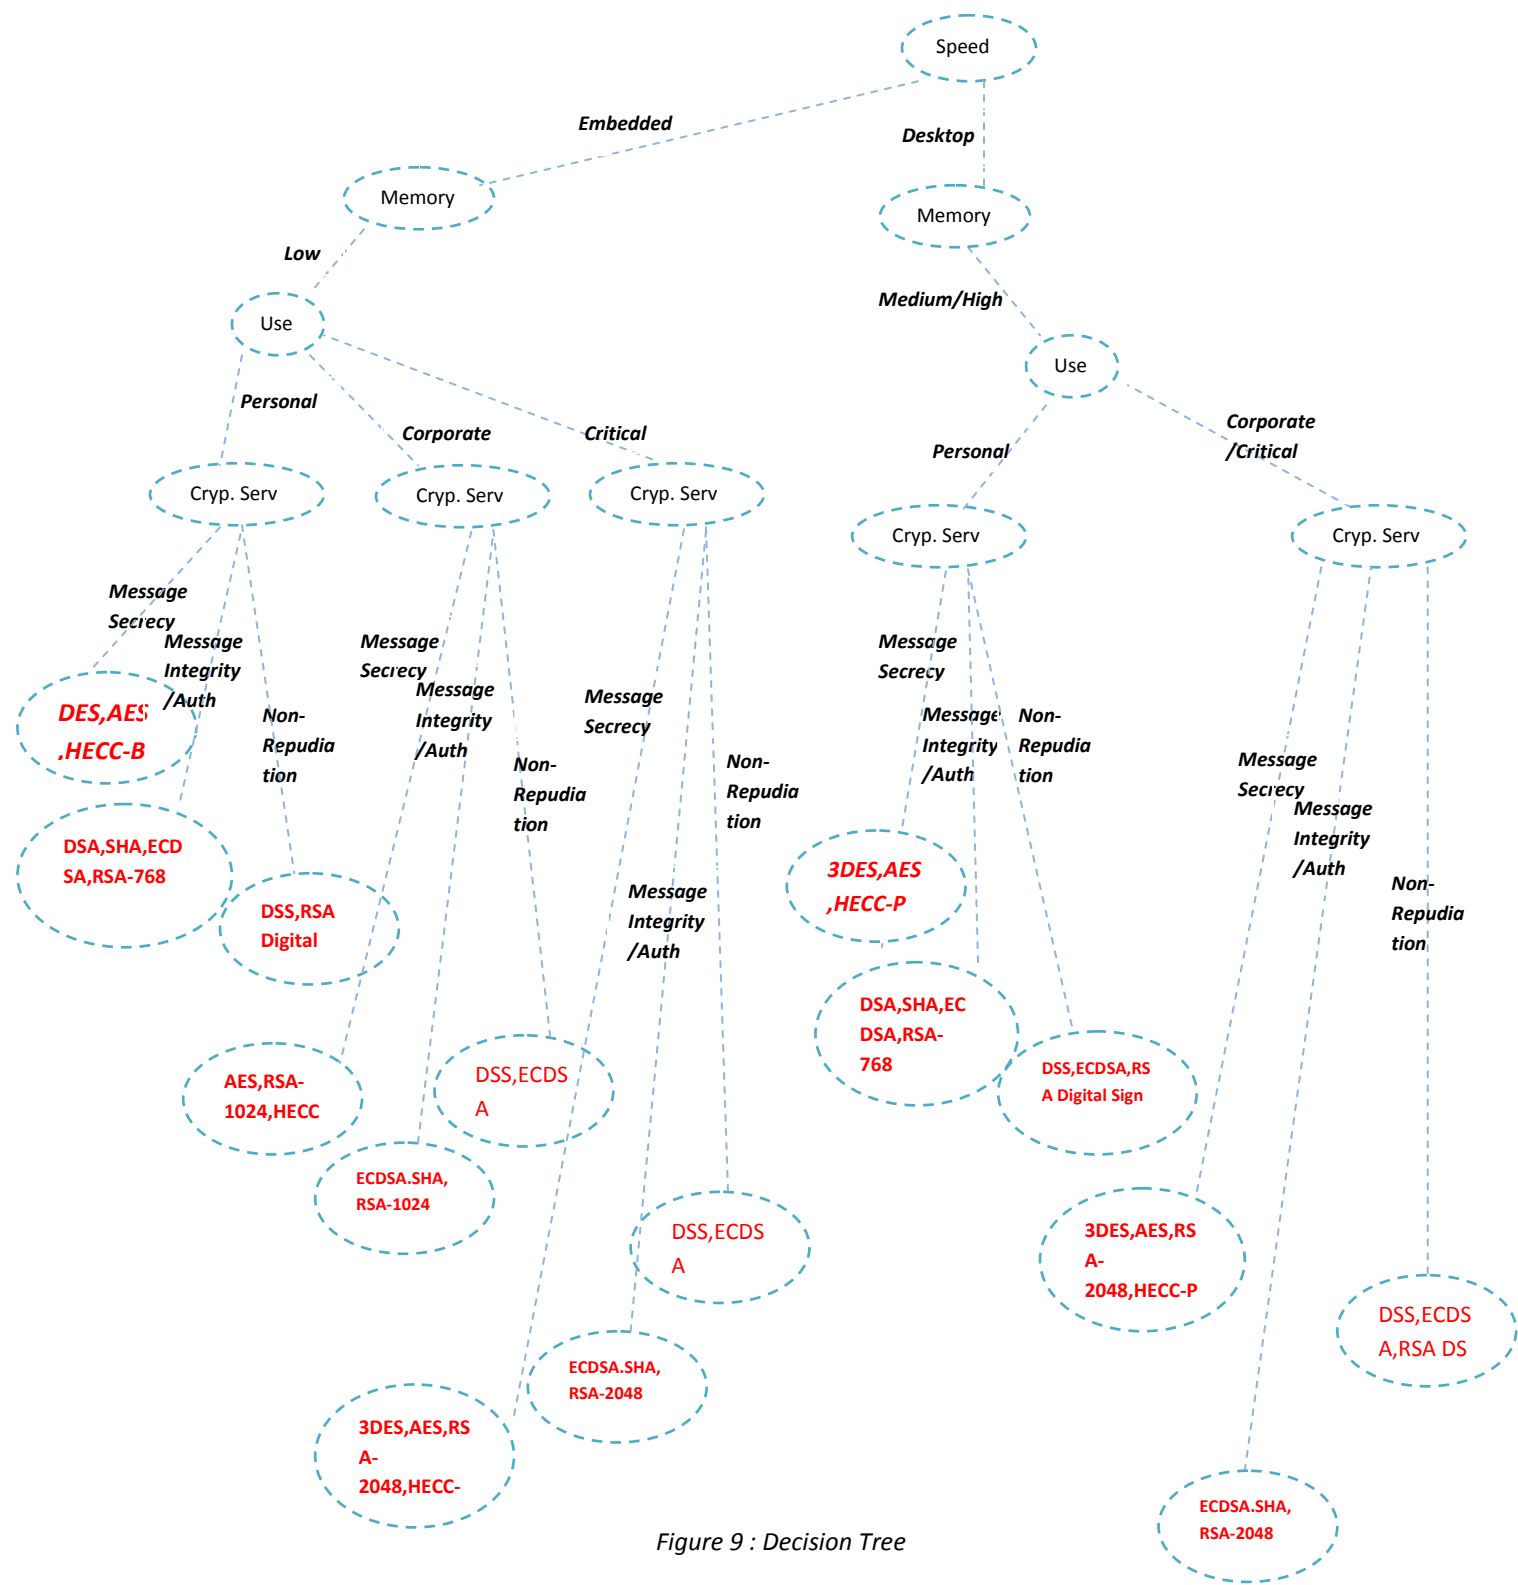 Speed
Embedded
Desktop
Memory
Memory
Low
Medium/High
Use
Use
Personal
Corporate
Critical
Personal
Corporate
/Critical
Cryp. Serv
Cryp. Serv
Cryp. Serv
Cryp. Serv
Cryp. Serv
Message
Secrecy
Message
Integrity
/Auth
Non-
Repudia
tion
Message
Secrecy
Message
Integrity
/Auth
Non-
Repudia
tion
Message
Secrecy
Message
Integrity
/Auth
Non-
Repudia
tion
Message
Secrecy
Message
Integrity
/Auth
Non-
Repudia
tion
Message
Secrecy
Message
Integrity
/Auth
Non-
Repudia
tion
DES,AES
,HECC-B
DSA,SHA,ECD
SA,RSA-768
DSS,RSA
Digital
AES,RSA-
1024,HECC
ECDSA.SHA,
RSA-1024
DSS,ECDS
A
3DES,AES,RS
A-
2048,HECC-
ECDSA.SHA,
RSA-2048
DSS,ECDS
A
3DES,AES
,HECC-P
DSA,SHA,EC
DSA,RSA-
768
DSS,ECDSA,RS
A Digital Sign
3DES,AES,RS
A-
2048,HECC-P
ECDSA.SHA,
RSA-2048
DSS,ECDS
A,RSA DS
Figure 9 : Decision Tree